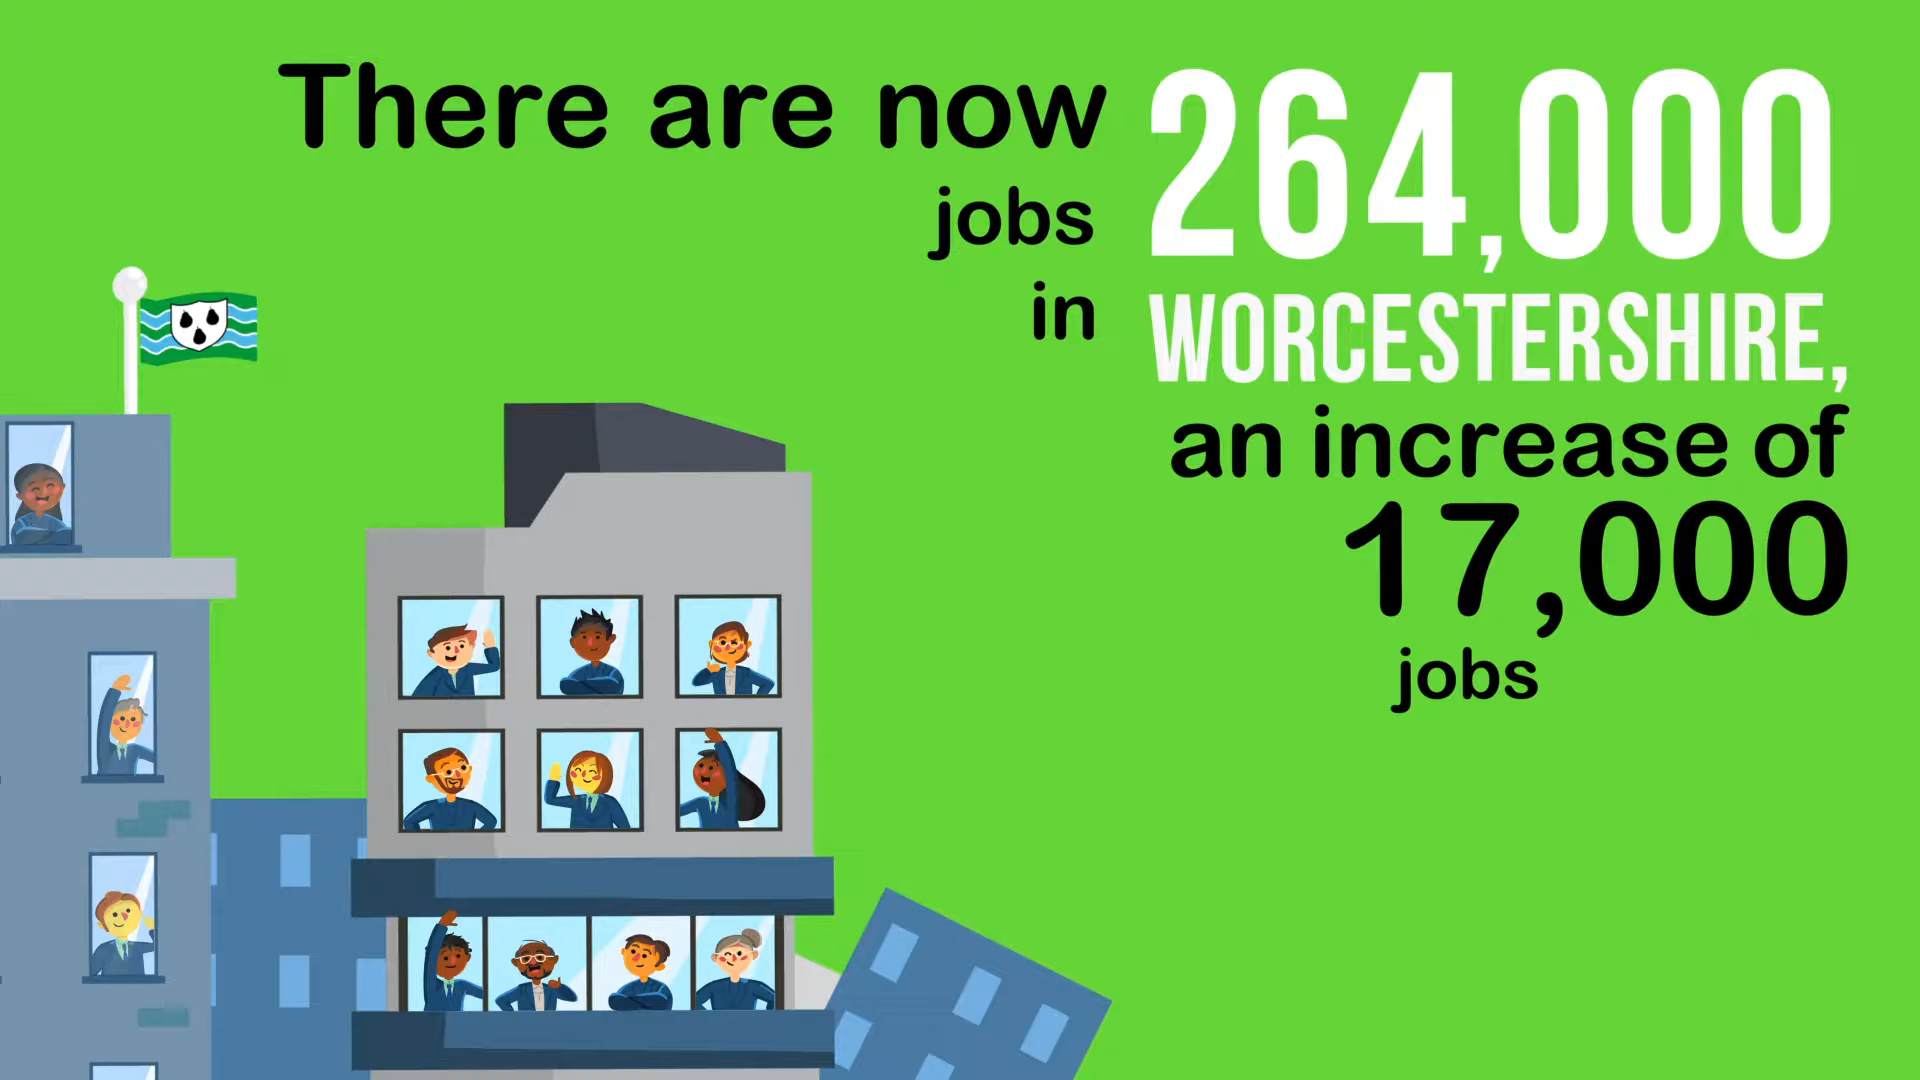 There are now 264,000
jobs
in WORCESTERSHIRE,
an increase of
17,000
jobs